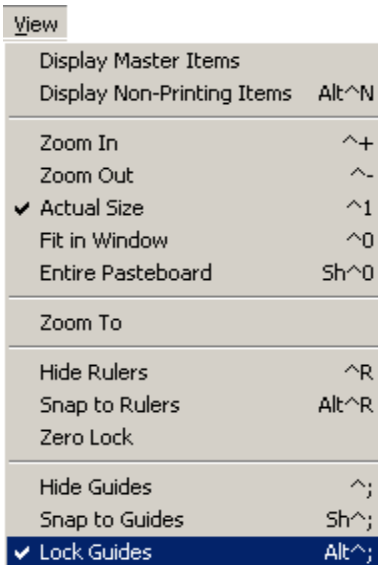 View
Display Master Items
Display Non-Printing Items Alt^N
Zoom In ^+
Zoom Out ^-
Actual Size ^1
Fit in Window ^0
Entire Pasteboard Sh^0
Zoom To
Hide Rulers ^R
Snap to Rulers Alt^R
Zero Lock
Hide Guides ^;
Snap to Guides Sh^;
Lock Guides Alt^;